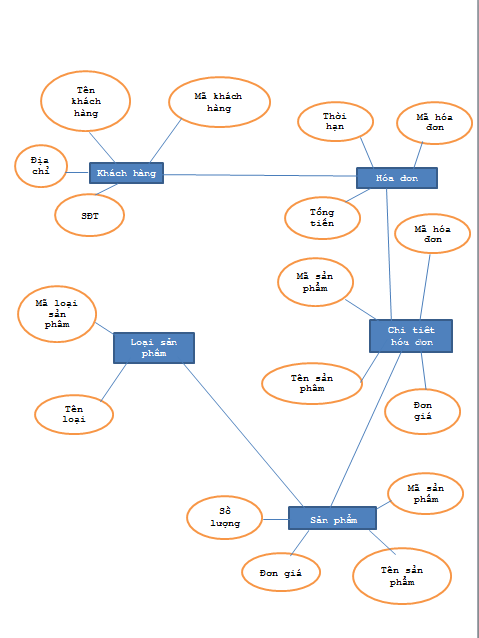 Tên
khách
hàng
Mã khách
hàng
Thời
hạn
Mã hóa
đơn
Địa
chỉ
Khách hàng
Hóa đơn
SĐT
Tổng
tiền
Mã hóa
đơn
Mã sản
phẩm
Mã loại
sản
phẩm
Loại sản
phẩm
Chi tiết
hóa đơn
Tên sản
phẩm
Tên
loại
Đơn
giá
Mã sản
phẩm
Số
lượng
Sản phẩm
Đơn giá
Tên sản
phẩm